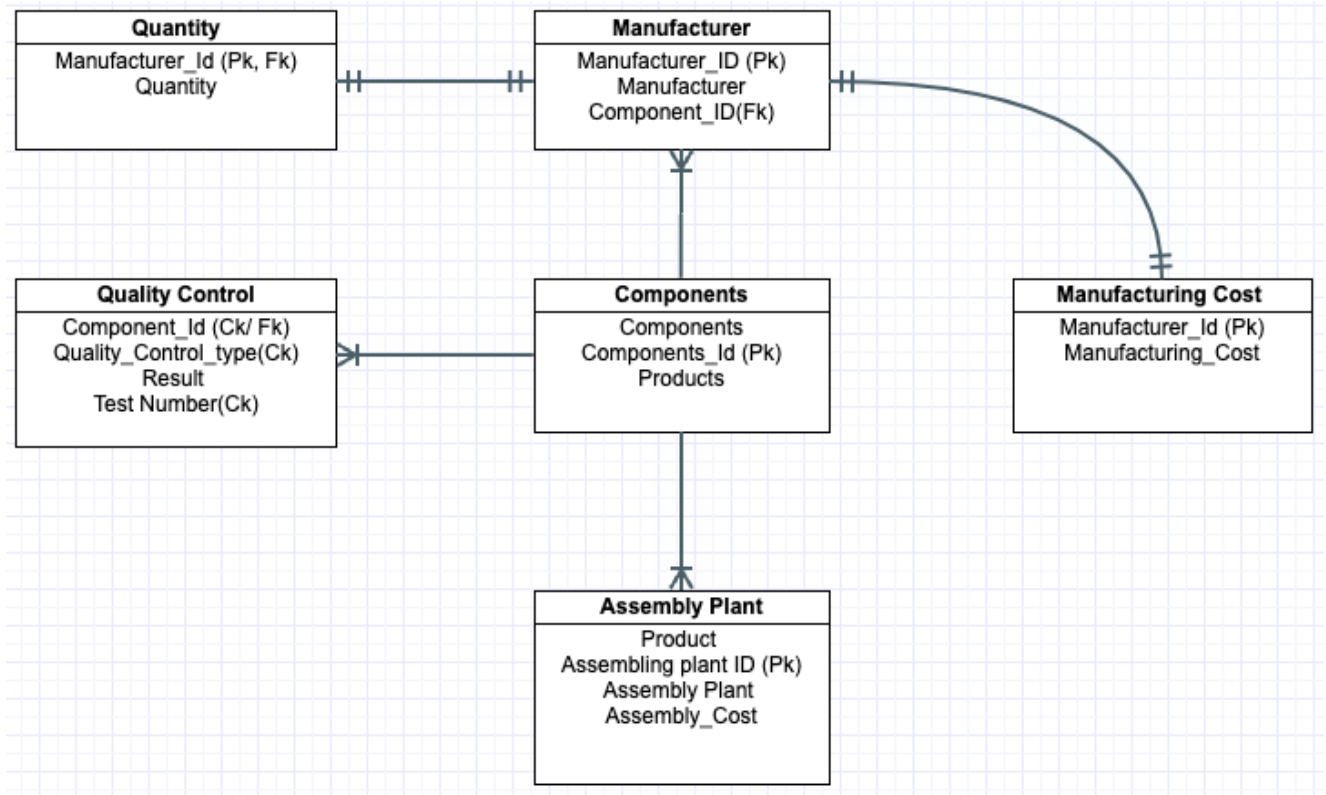 Quantity
Manufacturer_Id (Pk, Fk)
Quantity
Manufacturer
Manufacturer_ID (Pk)
Manufacturer
Component_ID(Fk)
Quality Control
Component_Id (Ck/ Fk)
Quality_Control_type(Ck)
Result
Test Number(Ck)
Components
Components
Components_Id (Pk)
Products
Manufacturing Cost
Manufacturer_Id (Pk)
Manufacturing_Cost
Assembly Plant
Product
Assembling plant ID (Pk)
Assembly Plant
Assembly_Cost